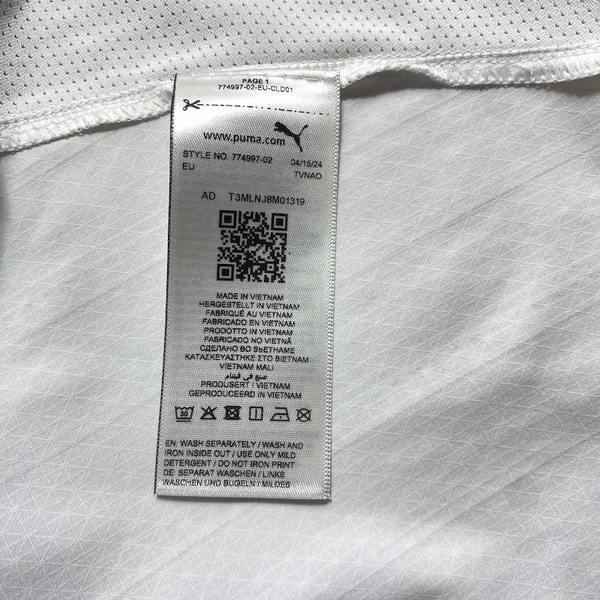 PAGE 1
774997-02-EU-CLD01
www.puma.com
STYLE NO. 774997-02 04/15/24
EU TVNAO
AD T3MLNJ8M01319
MADE IN VIETNAM
HERGESTELLT IN VIETNAM
FABRIQUÉ AU VIETNAM
FABRICADO EN VIETNAM
PRODOTTO IN VIETNAM
FABRICADO NO VIETNÃ
СДЕЛАНО ВО ВЬЕТНАМЕ
ΚΑΤΑΣΚΕΥΑΣΤΗΚΕ ΣΤΟ ΒΙΕΤΝΑΜ
VIETNAM MALI
صنع في فيتنام
PRODUSERT I VIETNAM
GEPRODUCEERD IN VIETNAM
30
EN: WASH SEPARATELY / WASH AND
IRON INSIDE OUT / USE ONLY MILD
DETERGENT / DO NOT IRON PRINT
DE: SEPARAT WASCHEN / LINKS
WASCHEN UND BÜGELN / MILDES